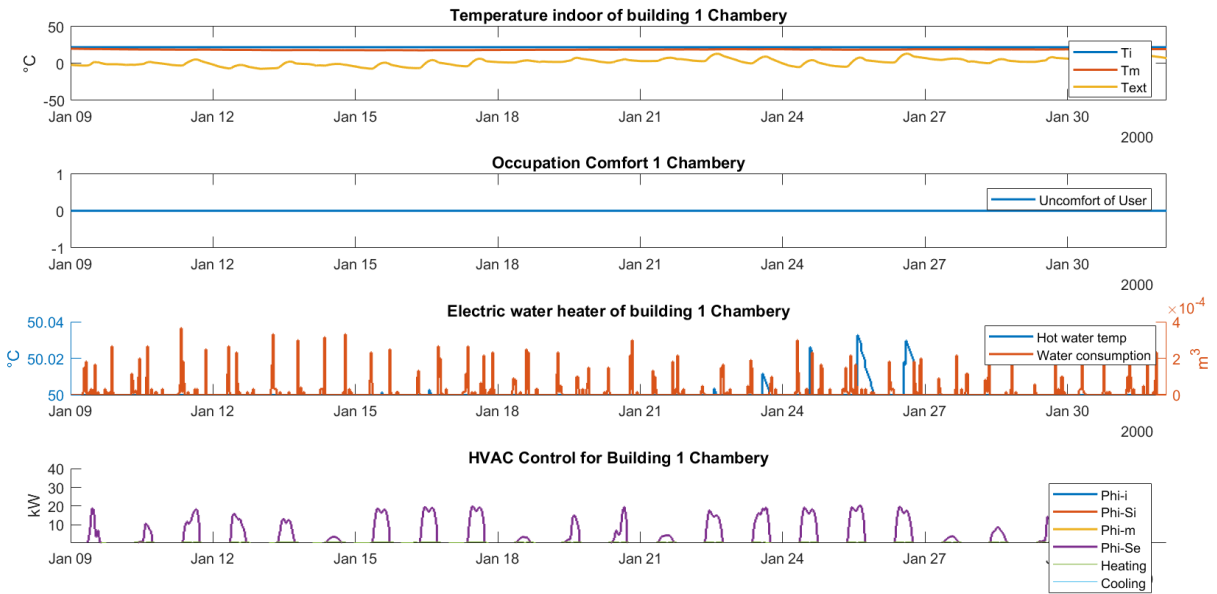 Temperature indoor of building 1 Chambery
50
0
-50
°C
Ti
Tm
Text
Jan 09 Jan 12 Jan 15 Jan 18 Jan 21 Jan 24 Jan 27 Jan 30
2000
Occupation Comfort 1 Chambery
1
0
-1
Uncomfort of User
Jan 09 Jan 12 Jan 15 Jan 18 Jan 21 Jan 24 Jan 27 Jan 30
2000
Electric water heater of building 1 Chambery
×10⁻⁴
50.04
50.02
50
°C
4
2
0
m³
Hot water temp
Water consumption
Jan 09 Jan 12 Jan 15 Jan 18 Jan 21 Jan 24 Jan 27 Jan 30
2000
HVAC Control for Building 1 Chambery
40
30
20
10
kW
Phi-i
Phi-Si
Phi-m
Phi-Se
Heating
Cooling
Jan 09 Jan 12 Jan 15 Jan 18 Jan 21 Jan 24 Jan 27